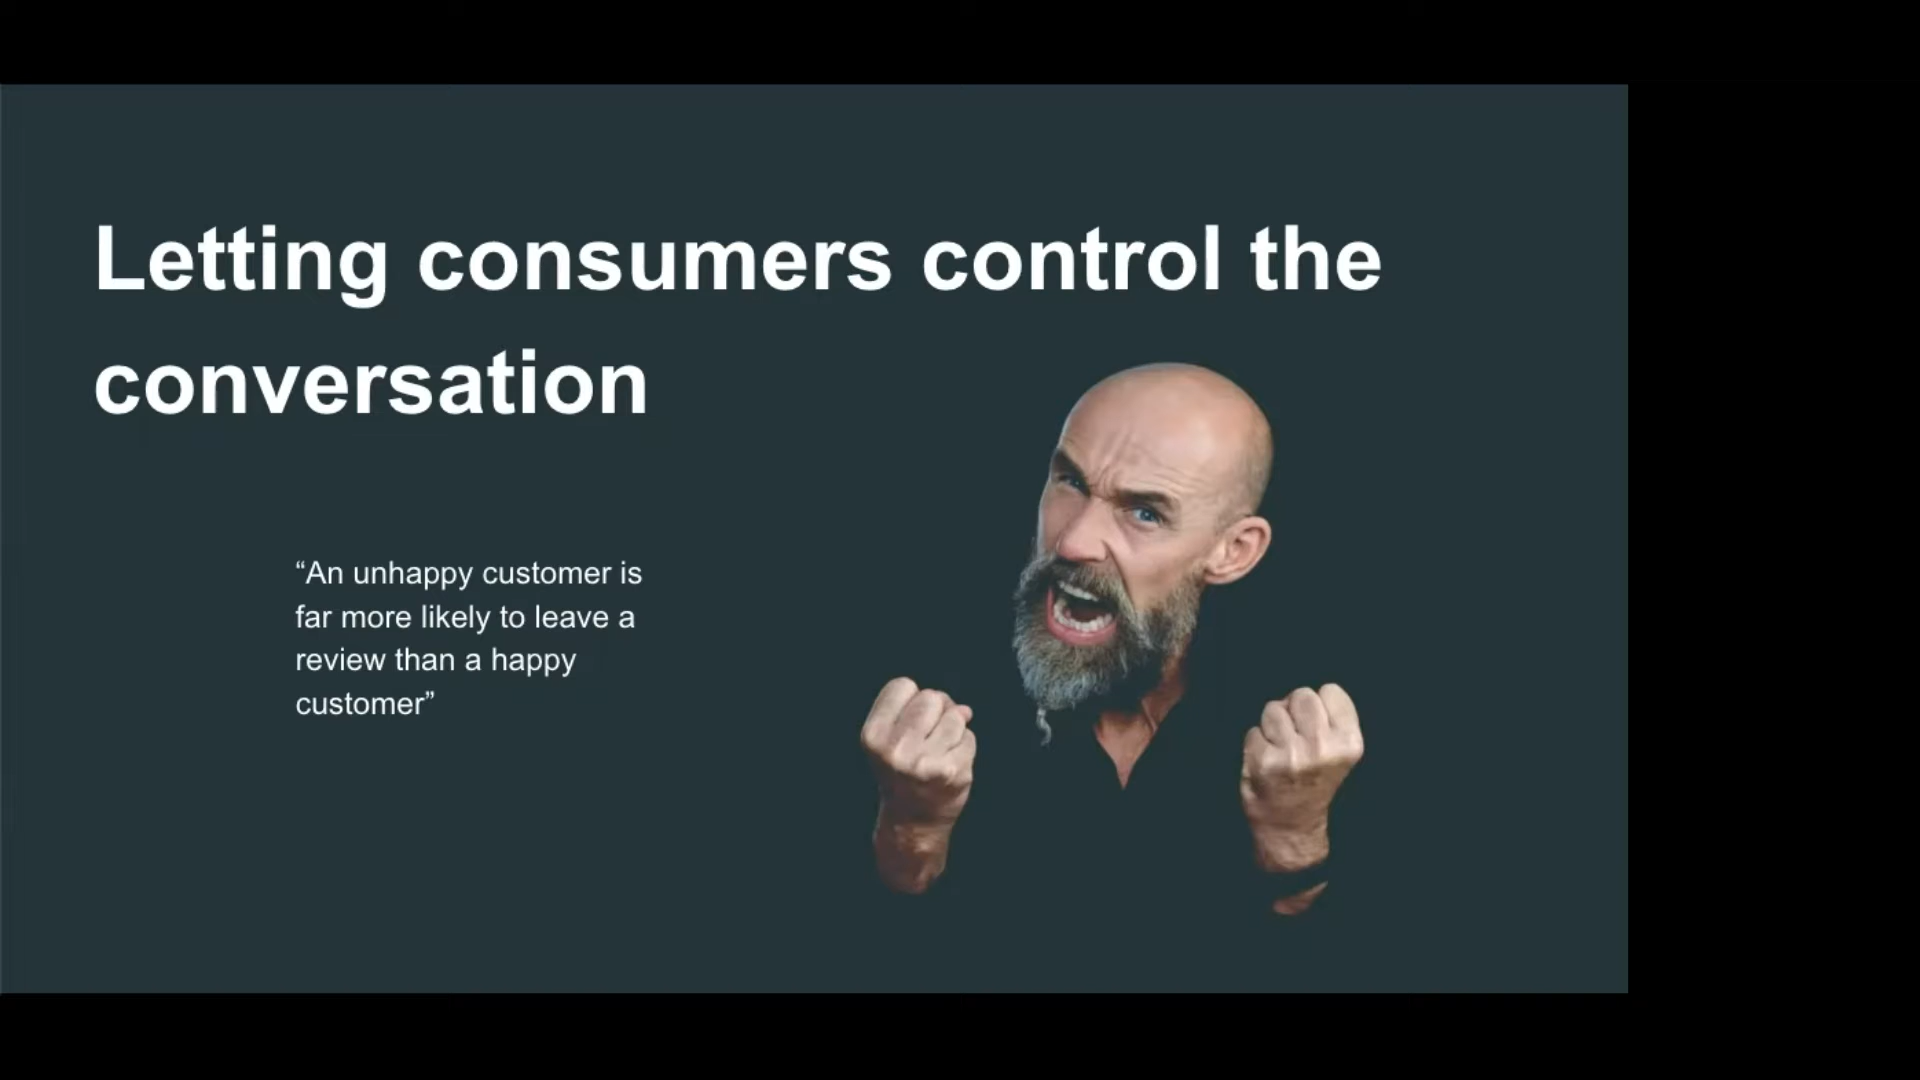 Letting consumers control the
conversation
“An unhappy customer is
far more likely to leave a
review than a happy
customer”